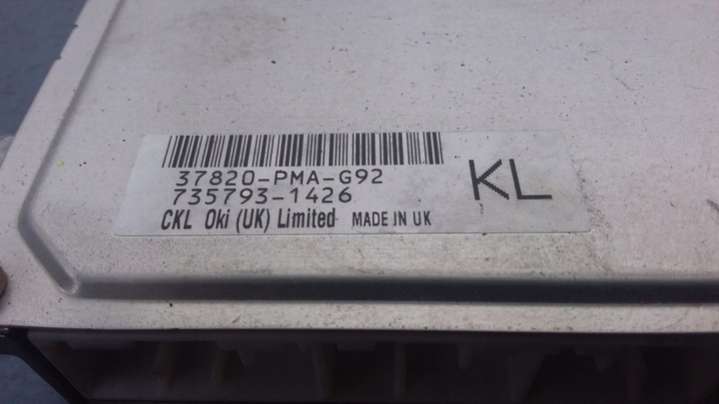 37820-PMA-G92
735793-1426
CKL Oki (UK) Limited MADE IN UK
KL